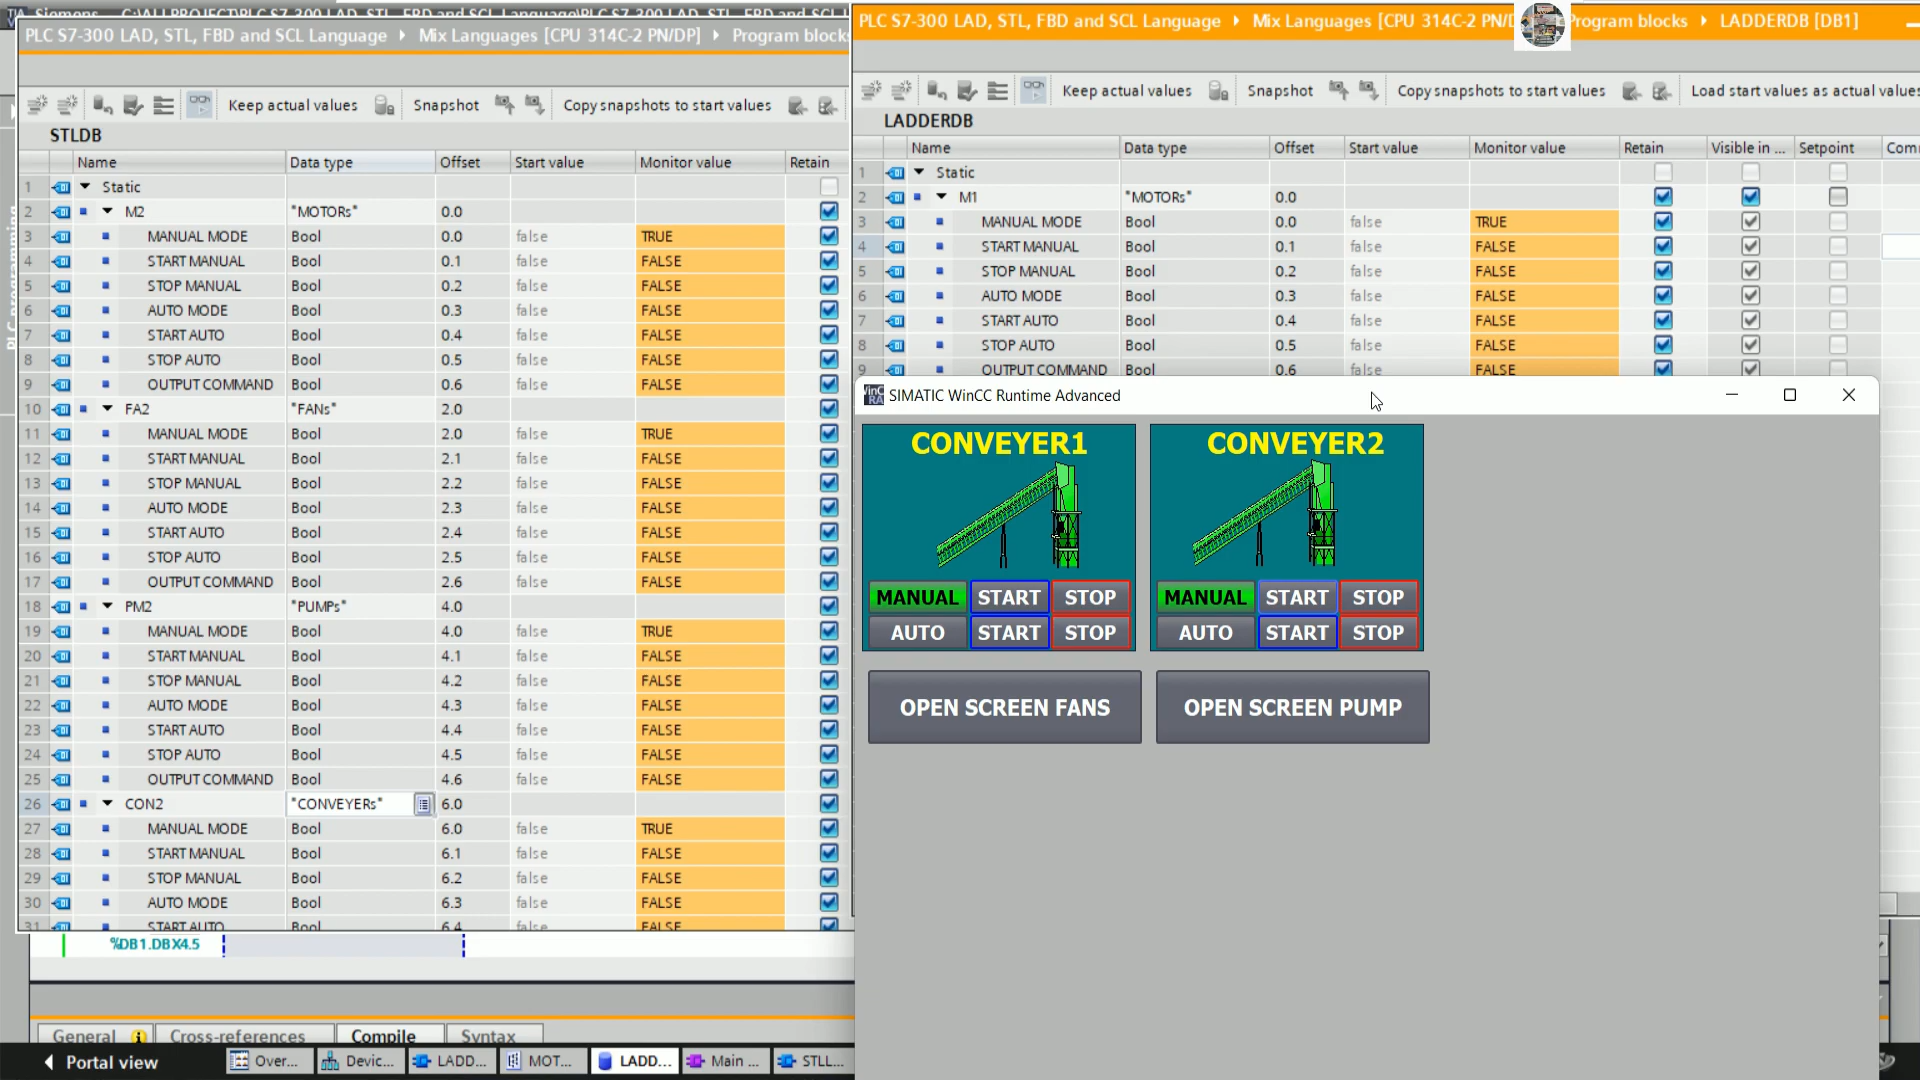 PLC S7-300 LAD, STL, FBD and SCL Language ▸ Mix Languages [CPU 314C-2 PN/DP] ▸ Program blocks
Keep actual values Snapshot Copy snapshots to start values
STLDB
Name Data type Offset Start value Monitor value Retain
1 Static
2 M2 "MOTORs" 0.0
3 MANUAL MODE Bool 0.0 false TRUE
4 START MANUAL Bool 0.1 false FALSE
5 STOP MANUAL Bool 0.2 false FALSE
6 AUTO MODE Bool 0.3 false FALSE
7 START AUTO Bool 0.4 false FALSE
8 STOP AUTO Bool 0.5 false FALSE
9 OUTPUT COMMAND Bool 0.6 false FALSE
10 FA2 "FANs" 2.0
11 MANUAL MODE Bool 2.0 false TRUE
12 START MANUAL Bool 2.1 false FALSE
13 STOP MANUAL Bool 2.2 false FALSE
14 AUTO MODE Bool 2.3 false FALSE
15 START AUTO Bool 2.4 false FALSE
16 STOP AUTO Bool 2.5 false FALSE
17 OUTPUT COMMAND Bool 2.6 false FALSE
18 PM2 "PUMPs" 4.0
19 MANUAL MODE Bool 4.0 false TRUE
20 START MANUAL Bool 4.1 false FALSE
21 STOP MANUAL Bool 4.2 false FALSE
22 AUTO MODE Bool 4.3 false FALSE
23 START AUTO Bool 4.4 false FALSE
24 STOP AUTO Bool 4.5 false FALSE
25 OUTPUT COMMAND Bool 4.6 false FALSE
26 CON2 "CONVEYERs" 6.0
27 MANUAL MODE Bool 6.0 false TRUE
28 START MANUAL Bool 6.1 false FALSE
29 STOP MANUAL Bool 6.2 false FALSE
30 AUTO MODE Bool 6.3 false FALSE
31 START AUTO Bool 6.4 false FALSE
%DB1.DBX4.5
General Cross-references Compile Syntax
Portal view Over... Devic... LADD... MOT... LADD... Main ... STLL...
PLC S7-300 LAD, STL, FBD and SCL Language ▸ Mix Languages [CPU 314C-2 PN/D Program blocks ▸ LADDERDB [DB1]
Keep actual values Snapshot Copy snapshots to start values Load start values as actual values
LADDERDB
Name Data type Offset Start value Monitor value Retain Visible in ... Setpoint Com
1 Static
2 M1 "MOTORs" 0.0
3 MANUAL MODE Bool 0.0 false TRUE
4 START MANUAL Bool 0.1 false FALSE
5 STOP MANUAL Bool 0.2 false FALSE
6 AUTO MODE Bool 0.3 false FALSE
7 START AUTO Bool 0.4 false FALSE
8 STOP AUTO Bool 0.5 false FALSE
9 OUTPUT COMMAND Bool 0.6 false FALSE
SIMATIC WinCC Runtime Advanced
CONVEYER1 CONVEYER2
MANUAL START STOP MANUAL START STOP
AUTO START STOP AUTO START STOP
OPEN SCREEN FANS OPEN SCREEN PUMP